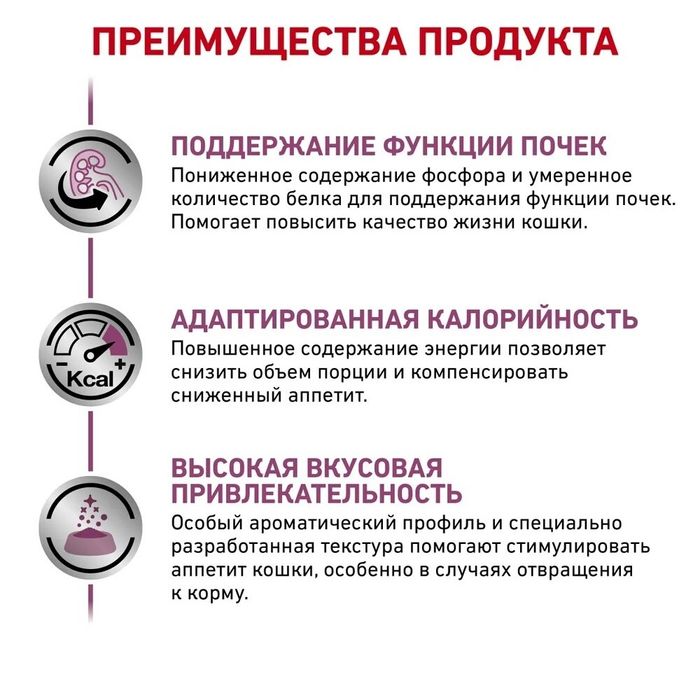 ПРЕИМУЩЕСТВА ПРОДУКТА
ПОДДЕРЖАНИЕ ФУНКЦИИ ПОЧЕК
Пониженное содержание фосфора и умеренное
количество белка для поддержания функции почек.
Помогает повысить качество жизни кошки.
АДАПТИРОВАННАЯ КАЛОРИЙНОСТЬ
Повышенное содержание энергии позволяет
снизить объем порции и компенсировать
сниженный аппетит.
− +
Kcal
ВЫСОКАЯ ВКУСОВАЯ
ПРИВЛЕКАТЕЛЬНОСТЬ
Особый ароматический профиль и специально
разработанная текстура помогают стимулировать
аппетит кошки, особенно в случаях отвращения
к корму.